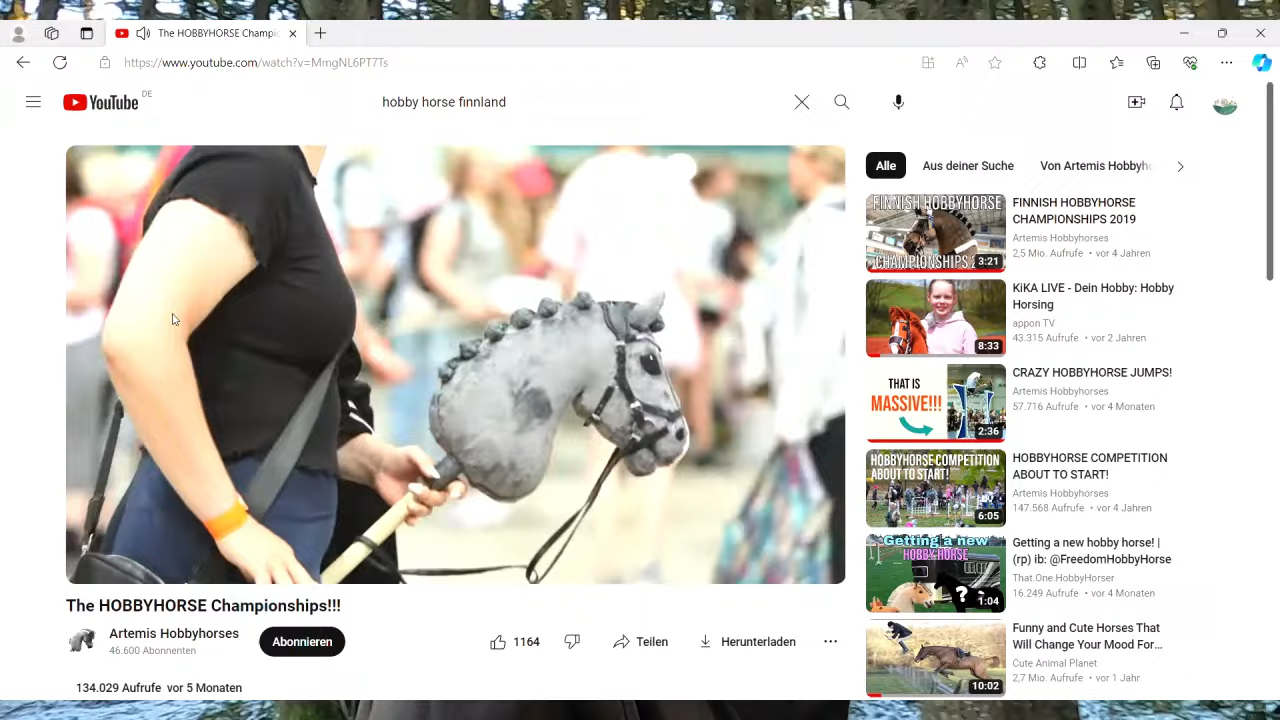 The HOBBYHORSE Champic
https://www.youtube.com/watch?v=MmgNL6PT7Ts
YouTube DE
hobby horse finnland
Alle
Aus deiner Suche
Von Artemis Hobbyh
FINNISH HOBBYHORSE
CHAMPIONSHIPS 2
3:21
FINNISH HOBBYHORSE
CHAMPIONSHIPS 2019
Artemis Hobbyhorses
2,5 Mio. Aufrufe • vor 4 Jahren
8:33
KiKA LIVE - Dein Hobby: Hobby
Horsing
appon TV
43.315 Aufrufe • vor 2 Jahren
THAT IS
MASSIVE!!!
2:36
CRAZY HOBBYHORSE JUMPS!
Artemis Hobbyhorses
57.716 Aufrufe • vor 4 Monaten
HOBBYHORSE COMPETITION
ABOUT TO START!
6:05
HOBBYHORSE COMPETITION
ABOUT TO START!
Artemis Hobbyhorses
147.568 Aufrufe • vor 4 Jahren
Getting a new
HOBBY HORSE
?
1:04
Getting a new hobby horse! |
(rp) ib: @FreedomHobbyHorse
That.One.HobbyHorser
16.249 Aufrufe • vor 4 Monaten
10:02
Funny and Cute Horses That
Will Change Your Mood For...
Cute Animal Planet
2,7 Mio. Aufrufe • vor 1 Jahr
The HOBBYHORSE Championships!!!
Artemis Hobbyhorses
46.600 Abonnenten
Abonnieren
1164
Teilen
Herunterladen
134.029 Aufrufe vor 5 Monaten